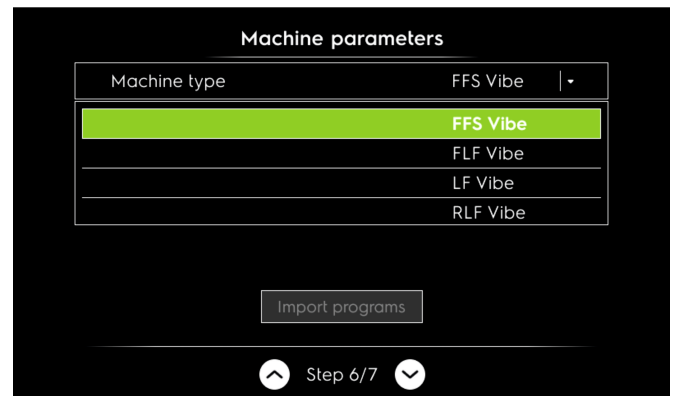 Machine parameters
Machine type FFS Vibe
FFS Vibe
FLF Vibe
LF Vibe
RLF Vibe
Import programs
Step 6/7